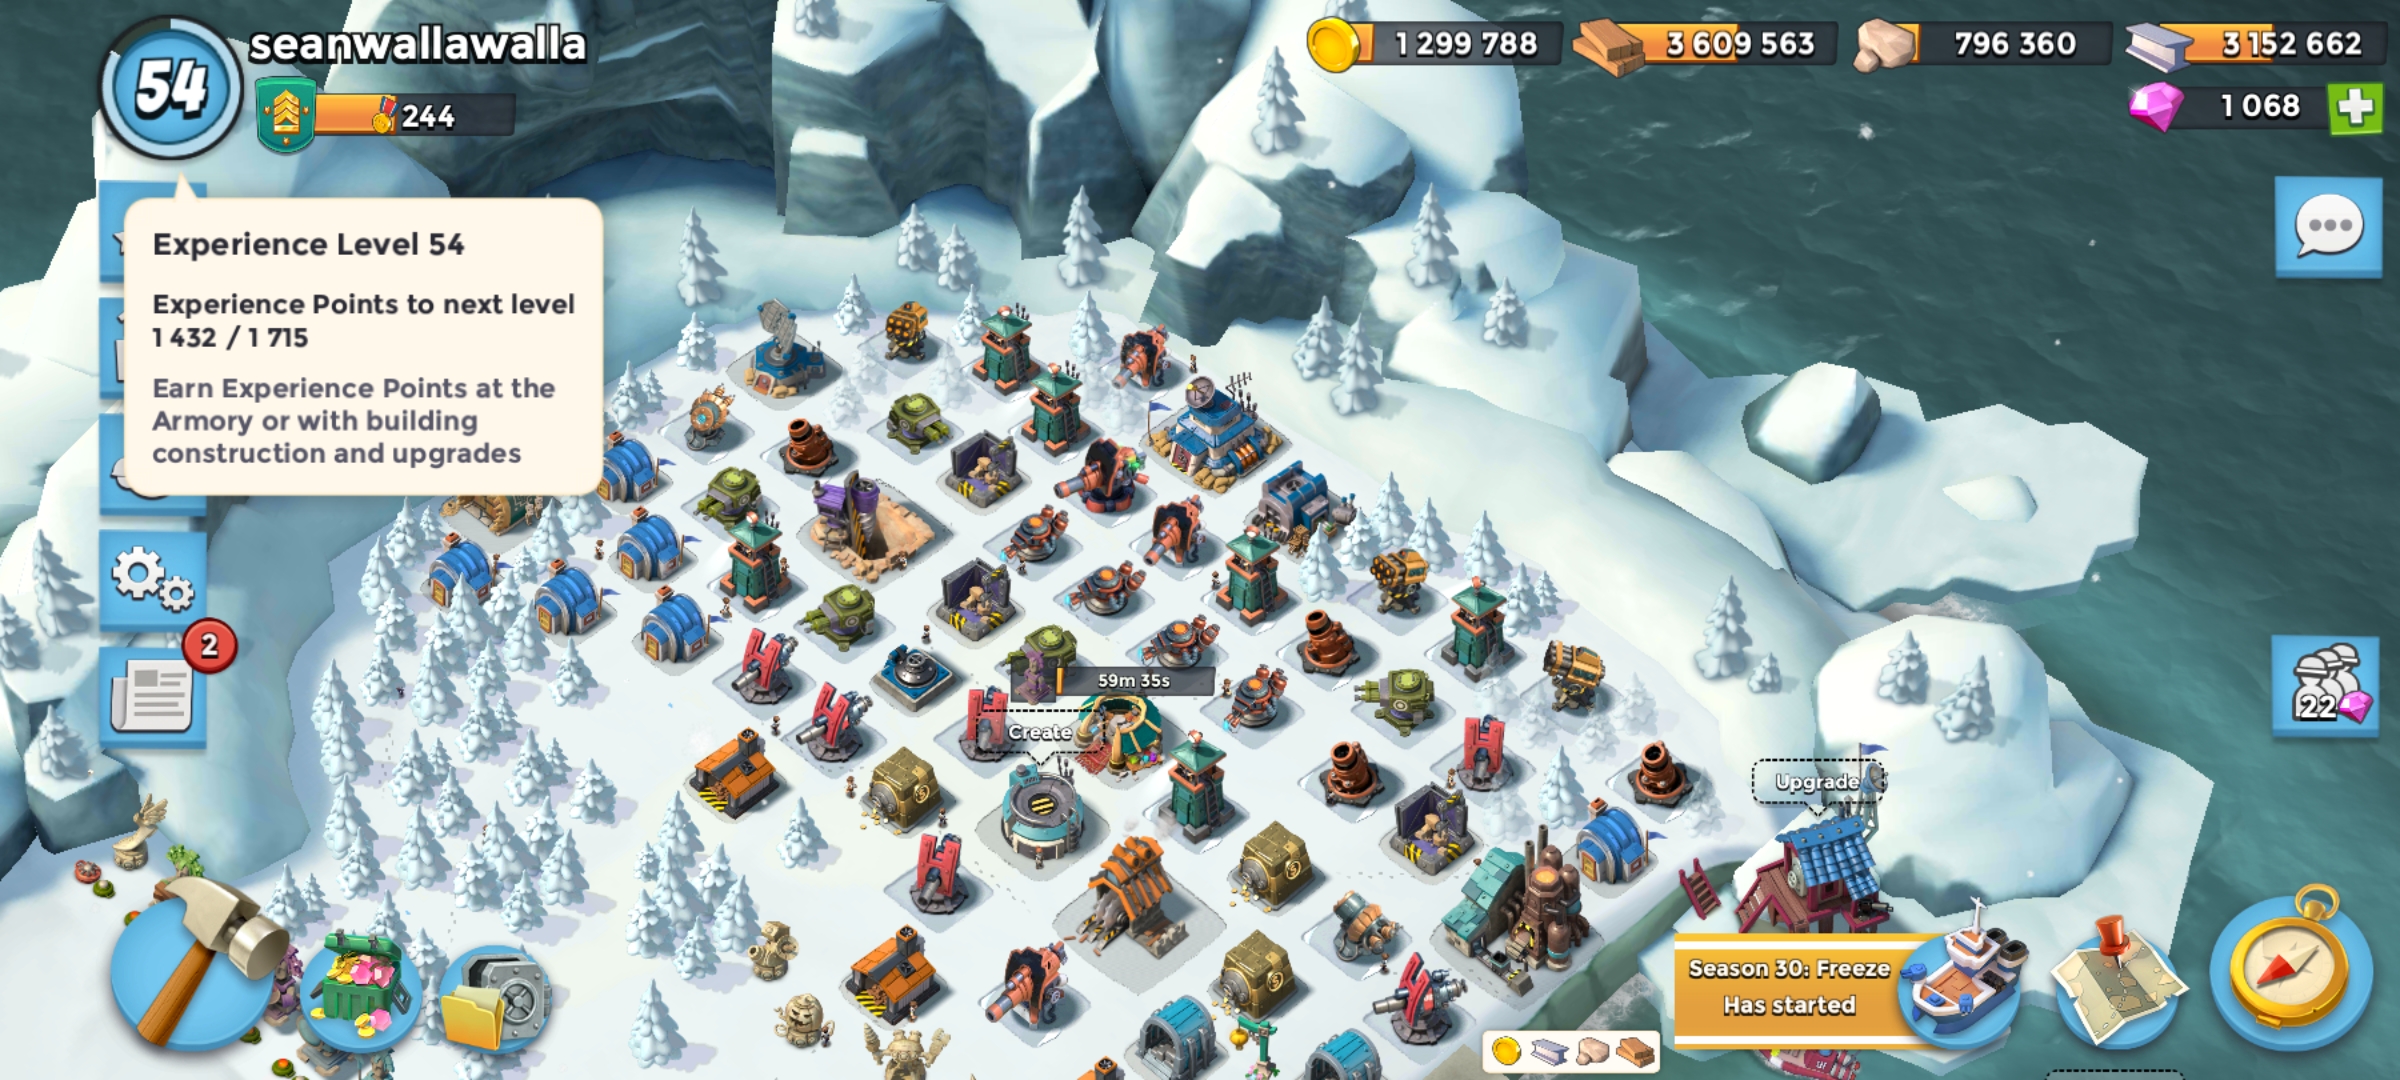 54
seanwallawalla
244
1 299 788
3 609 563
796 360
3 152 662
1 068
Experience Level 54
Experience Points to next level
1 432 / 1 715
Earn Experience Points at the
Armory or with building
construction and upgrades
2
59m 35s
Create
Upgrade
22
Season 30: Freeze
Has started